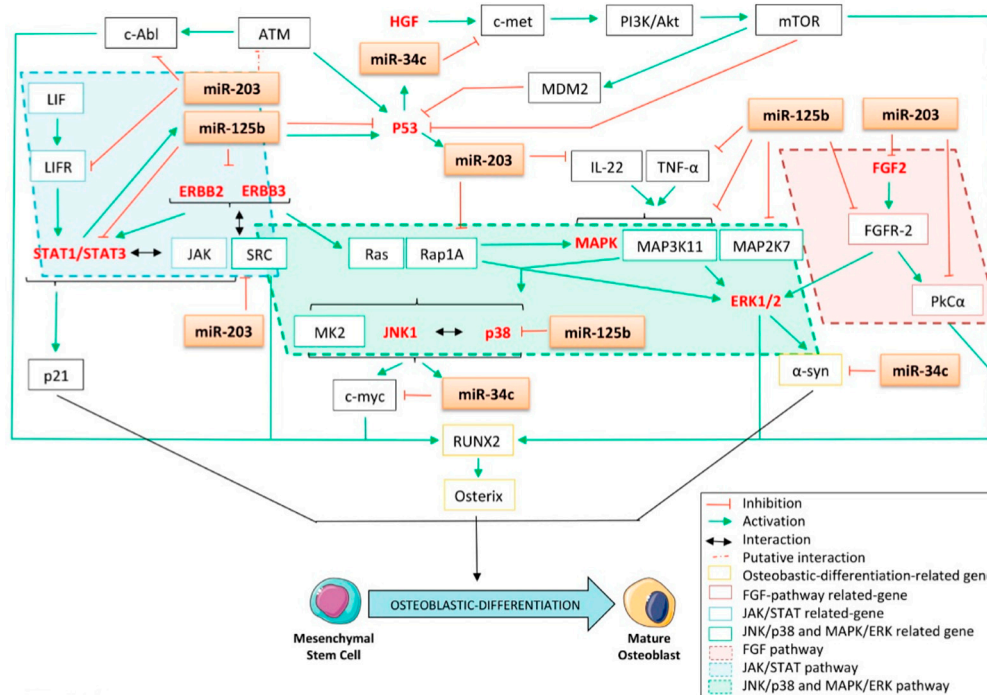 HGF
c-met
PI3K/Akt
mTOR
c-Abl
ATM
miR-34c
MDM2
miR-203
LIF
miR-125b
P53
miR-125b
miR-203
miR-203
IL-22
TNF-α
LIFR
FGF2
ERBB2
ERBB3
FGFR-2
STAT1/STAT3
JAK
SRC
Ras
Rap1A
MAPK
MAP3K11
MAP2K7
PkCα
ERK1/2
miR-203
MK2
JNK1
p38
miR-125b
p21
α-syn
miR-34c
c-myc
miR-34c
RUNX2
Osterix
Inhibition
Activation
Interaction
Putative interaction
Osteobastic-differentiation-related gene
FGF-pathway related-gene
JAK/STAT related-gene
JNK/p38 and MAPK/ERK related gene
FGF pathway
JAK/STAT pathway
JNK/p38 and MAPK/ERK pathway
OSTEOBLASTIC-DIFFERENTIATION
Mesenchymal
Stem Cell
Mature
Osteoblast